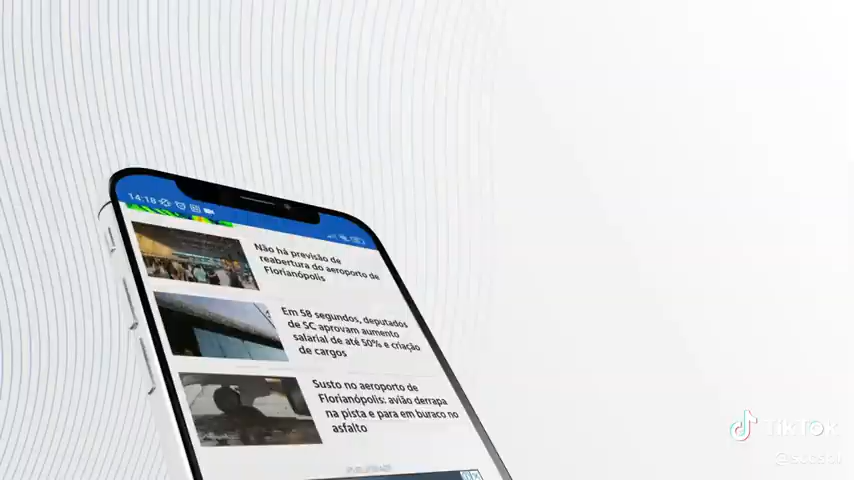 14:18
Não há previsão de
reabertura do aeroporto de
Florianópolis
Em 58 segundos, deputados
de SC aprovam aumento
salarial de até 50% e criação
de cargos
Susto no aeroporto de
Florianópolis: avião derrapa
na pista e para em buraco no
asfalto
PUBLICIDADE
TikTok